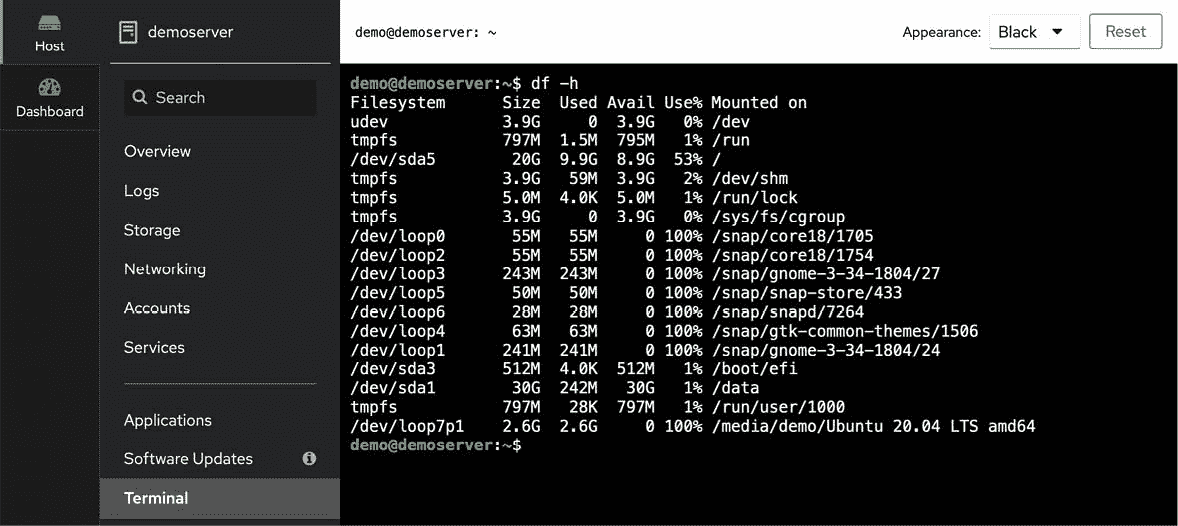 Host
Dashboard
demoserver
Search
Overview
Logs
Storage
Networking
Accounts
Services
Applications
Software Updates
Terminal
demo@demoserver: ~
Appearance: Black Reset
demo@demoserver:~$ df -h
Filesystem      Size  Used Avail Use% Mounted on
udev            3.9G     0  3.9G   0% /dev
tmpfs           797M  1.5M  795M   1% /run
/dev/sda5        20G  9.9G  8.9G  53% /
tmpfs           3.9G   59M  3.9G   2% /dev/shm
tmpfs           5.0M  4.0K  5.0M   1% /run/lock
tmpfs           3.9G     0  3.9G   0% /sys/fs/cgroup
/dev/loop0       55M   55M     0 100% /snap/core18/1705
/dev/loop2       55M   55M     0 100% /snap/core18/1754
/dev/loop3      243M  243M     0 100% /snap/gnome-3-34-1804/27
/dev/loop5       50M   50M     0 100% /snap/snap-store/433
/dev/loop6       28M   28M     0 100% /snap/snapd/7264
/dev/loop4       63M   63M     0 100% /snap/gtk-common-themes/1506
/dev/loop1      241M  241M     0 100% /snap/gnome-3-34-1804/24
/dev/sda3       512M  4.0K  512M   1% /boot/efi
/dev/sda1        30G  242M   30G   1% /data
tmpfs           797M   28K  797M   1% /run/user/1000
/dev/loop7p1    2.6G  2.6G     0 100% /media/demo/Ubuntu 20.04 LTS amd64
demo@demoserver:~$